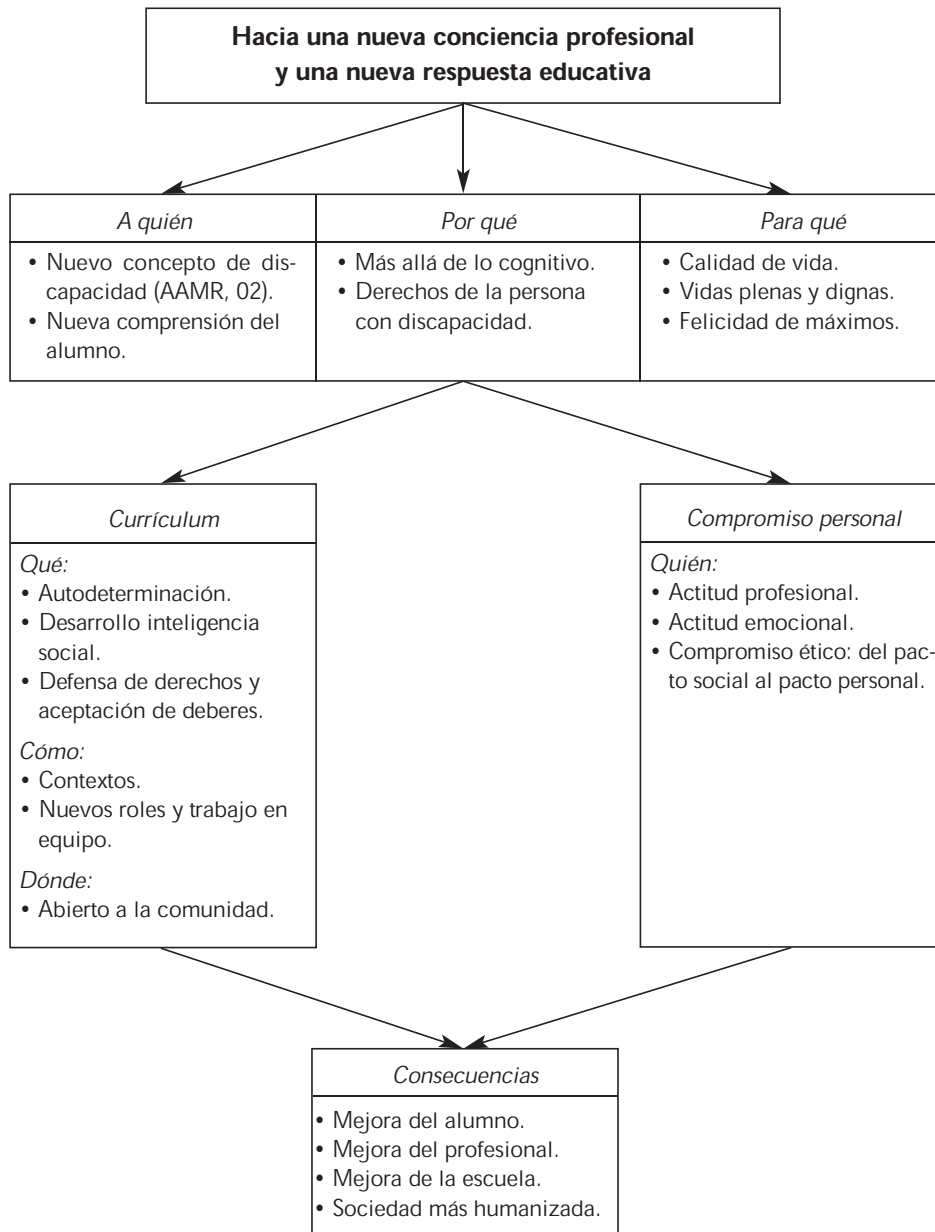 Hacia una nueva conciencia profesional
y una nueva respuesta educativa
A quién
• Nuevo concepto de dis-
capacidad (AAMR, 02).
• Nueva comprensión del
alumno.
Por qué
• Más allá de lo cognitivo.
• Derechos de la persona
con discapacidad.
Para qué
• Calidad de vida.
• Vidas plenas y dignas.
• Felicidad de máximos.
Currículum
Qué:
• Autodeterminación.
• Desarrollo inteligencia
social.
• Defensa de derechos y
aceptación de deberes.
Cómo:
• Contextos.
• Nuevos roles y trabajo en
equipo.
Dónde:
• Abierto a la comunidad.
Compromiso personal
Quién:
• Actitud profesional.
• Actitud emocional.
• Compromiso ético: del pac-
to social al pacto personal.
Consecuencias
• Mejora del alumno.
• Mejora del profesional.
• Mejora de la escuela.
• Sociedad más humanizada.